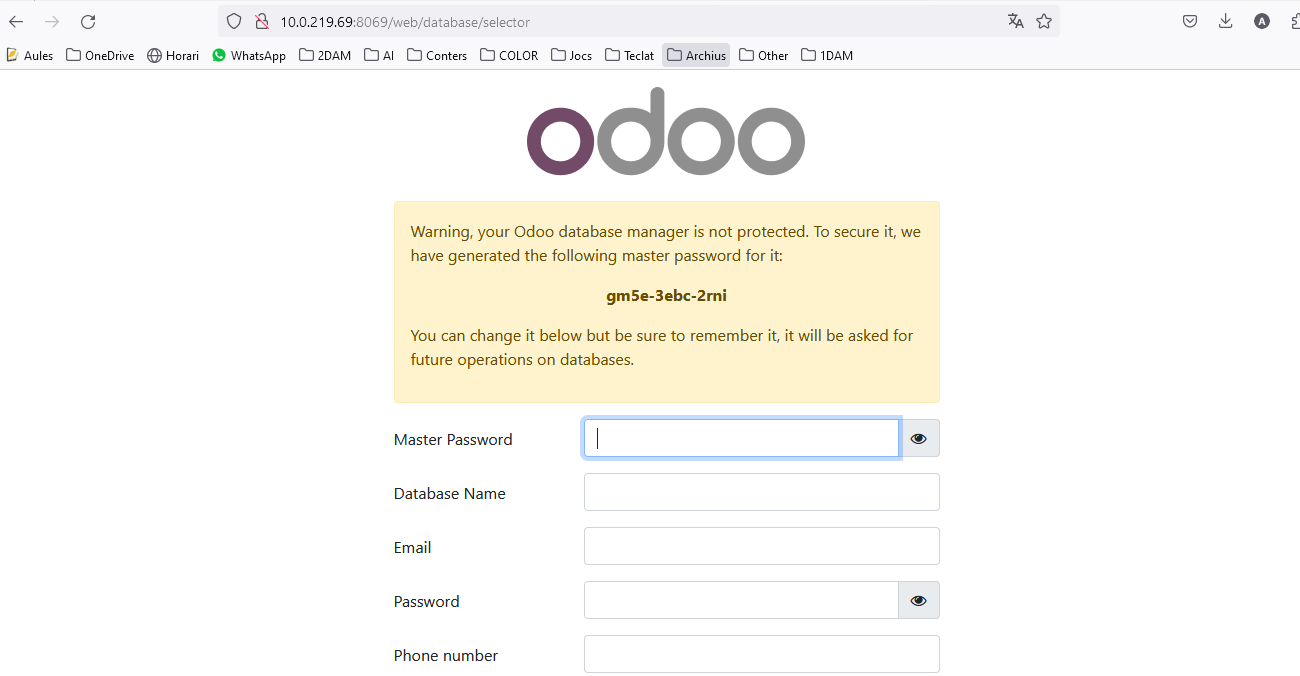 10.0.219.69:8069/web/database/selector
Aules OneDrive Horari WhatsApp 2DAM AI Conters COLOR Jocs Teclat Archius Other 1DAM
odoo
Warning, your Odoo database manager is not protected. To secure it, we
have generated the following master password for it:
gm5e-3ebc-2rni
You can change it below but be sure to remember it, it will be asked for
future operations on databases.
Master Password
Database Name
Email
Password
Phone number